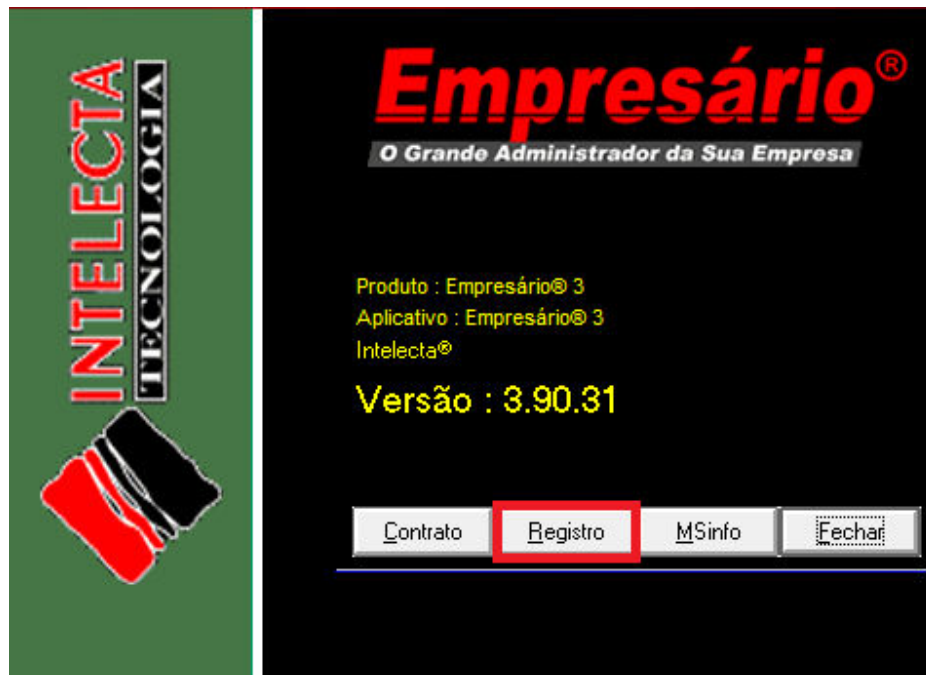 INTELECTA
TECNOLOGIA
Empresário®
O Grande Administrador da Sua Empresa
Produto : Empresário® 3
Aplicativo : Empresário® 3
Intelecta®
Versão : 3.90.31
Contrato Registro MSinfo Fechar